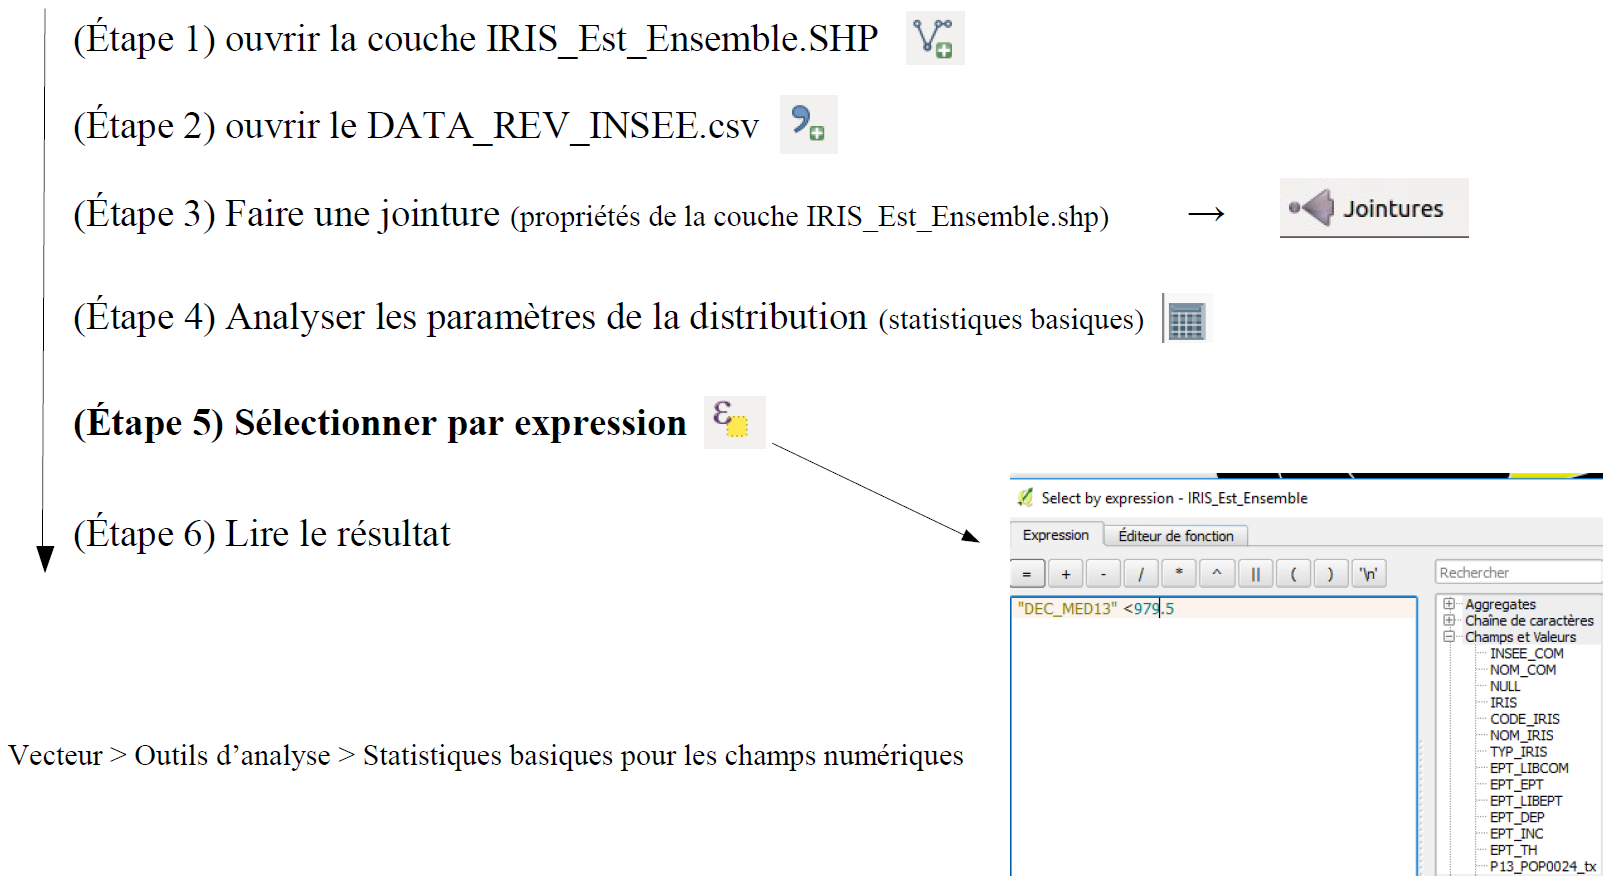 (Étape 1) ouvrir la couche IRIS_Est_Ensemble.SHP
(Étape 2) ouvrir le DATA_REV_INSEE.csv
(Étape 3) Faire une jointure (propriétés de la couche IRIS_Est_Ensemble.shp) → Jointures
(Étape 4) Analyser les paramètres de la distribution (statistiques basiques)
(Étape 5) Sélectionner par expression
(Étape 6) Lire le résultat
Vecteur > Outils d’analyse > Statistiques basiques pour les champs numériques
Select by expression - IRIS_Est_Ensemble
Expression Éditeur de fonction
= + - / * ^ || ( ) '\n'
"DEC_MED13" <979.5
Rechercher
Aggregates
Chaîne de caractères
Champs et Valeurs
INSEE_COM
NOM_COM
NULL
IRIS
CODE_IRIS
NOM_IRIS
TYP_IRIS
EPT_LIBCOM
EPT_EPT
EPT_LIBEPT
EPT_DEP
EPT_INC
EPT_TH
P13_POP0024_tx